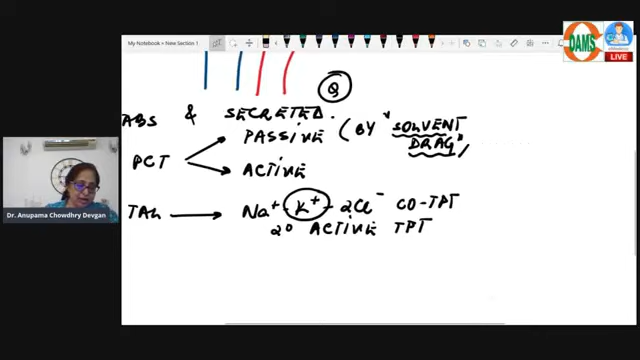 My Notebook > New Section 1
DAMS
LIVE
Q
ABS & SECRETED.
PASSIVE (BY "SOLVENT
DRAG"
PCT
ACTIVE
TAL → Na+ - K+ - 2Cl- CO-TPT
2° ACTIVE TPT
Dr. Anupama Chowdhry Devgan